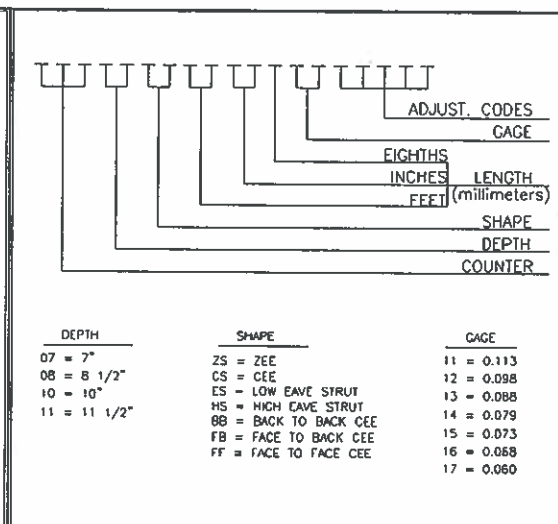 ADJUST. CODES
GAGE
EIGHTHS
INCHES LENGTH
(millimeters)
FEET
SHAPE
DEPTH
COUNTER
DEPTH
07 = 7"
08 = 8 1/2"
10 = 10"
11 = 11 1/2"
SHAPE
ZS = ZEE
CS = CEE
ES = LOW EAVE STRUT
HS = HIGH EAVE STRUT
BB = BACK TO BACK CEE
FB = FACE TO BACK CEE
FF = FACE TO FACE CEE
GAGE
11 = 0.113
12 = 0.098
13 = 0.088
14 = 0.079
15 = 0.073
16 = 0.068
17 = 0.060